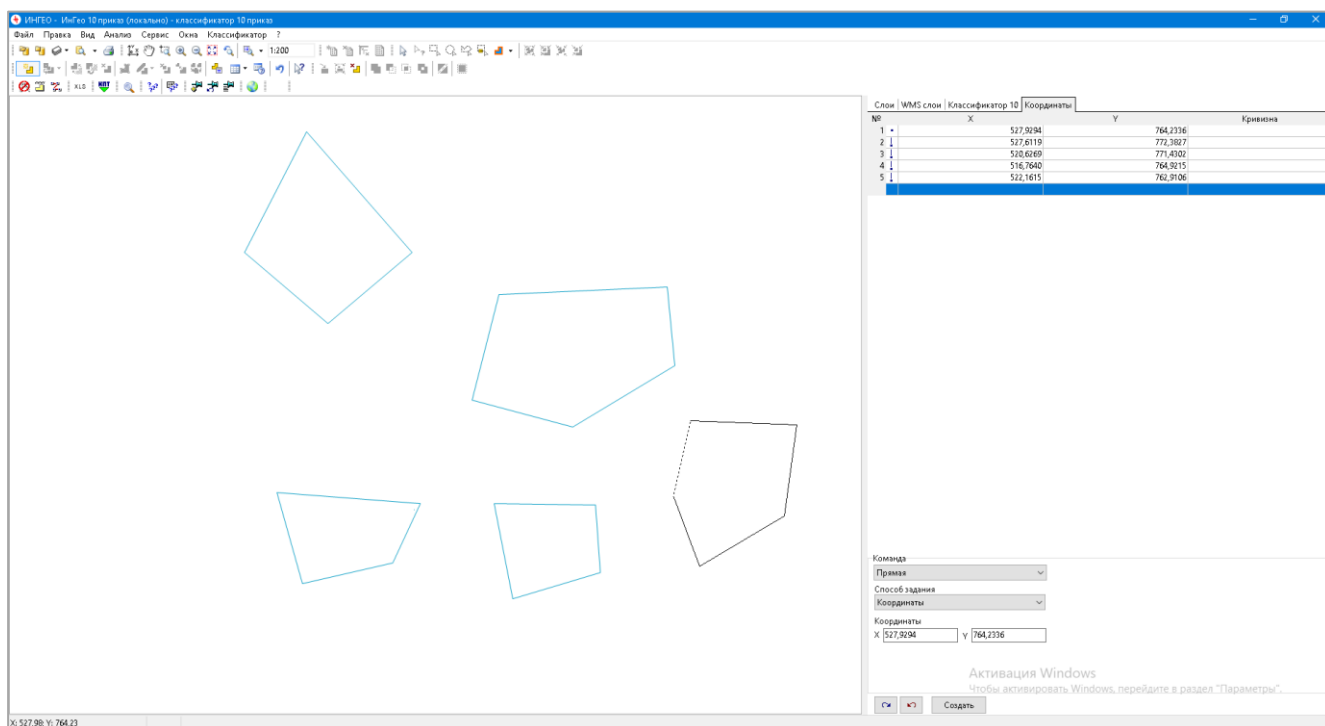 ИНГЕО - ИнГео 10 приказ (локально) - классификатор 10 приказ
Файл Правка Вид Анализ Сервис Окна Классификатор ?
1:200
XLS КПТ
Слои WMS слои Классификатор 10 Координаты
№ X Y Кривизна
1 527,9294 764,2336
2 527,6119 772,3827
3 520,6269 771,4302
4 516,7640 764,9215
5 522,1615 762,9106
Команда
Прямая
Способ задания
Координаты
Координаты
X 527,9294 Y 764,2336
Активация Windows
Чтобы активировать Windows, перейдите в раздел "Параметры".
Создать
X: 527.98; Y: 764.23